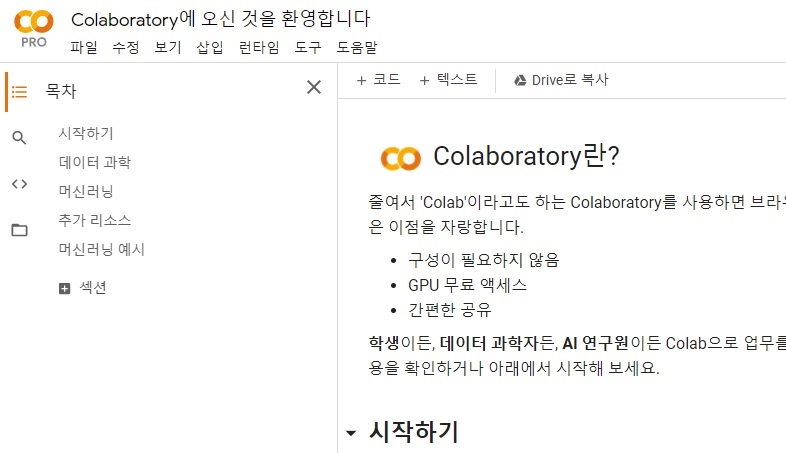 Colaboratory에 오신 것을 환영합니다
PRO
파일 수정 보기 삽입 런타임 도구 도움말
목차
시작하기
데이터 과학
머신러닝
추가 리소스
머신러닝 예시
섹션
+ 코드 + 텍스트 Drive로 복사
Colaboratory란?
줄여서 'Colab'이라고도 하는 Colaboratory를 사용하면
은 이점을 자랑합니다.
구성이 필요하지 않음
GPU 무료 액세스
간편한 공유
학생이든, 데이터 과학자든, AI 연구원이든 Colab으로 업무를
용을 확인하거나 아래에서 시작해 보세요.
시작하기